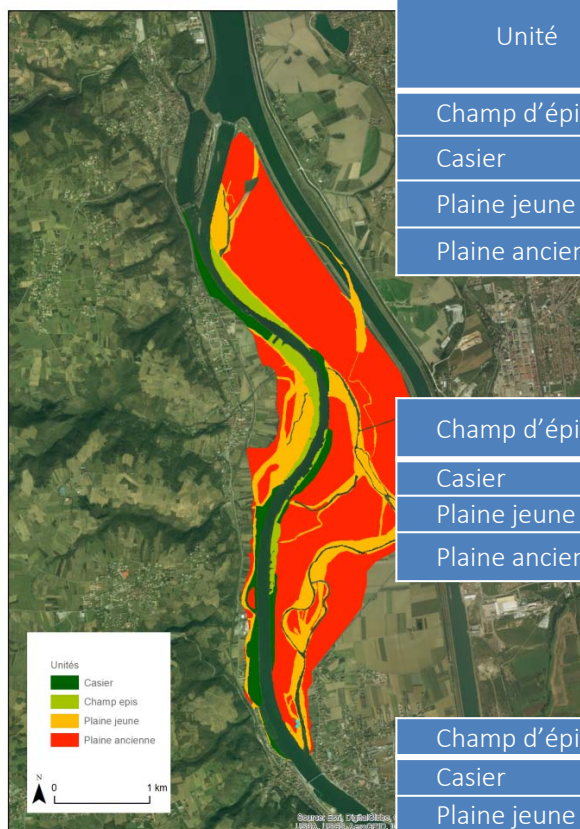 Unité
Champ d'épi
Casier
Plaine jeune
Plaine ancien
Champ d'épi
Casier
Plaine jeune
Plaine ancien
Champ d'épi
Casier
Plaine jeune
Unités
Casier
Champ epis
Plaine jeune
Plaine ancienne
N
0 1 km
Source: Esri, DigitalGlobe,